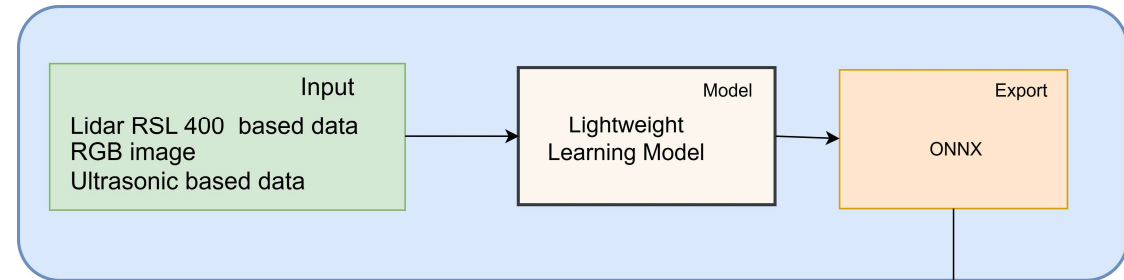 Input
Lidar RSL 400  based data
RGB image
Ultrasonic based data
Model
Lightweight
Learning Model
Export
ONNX